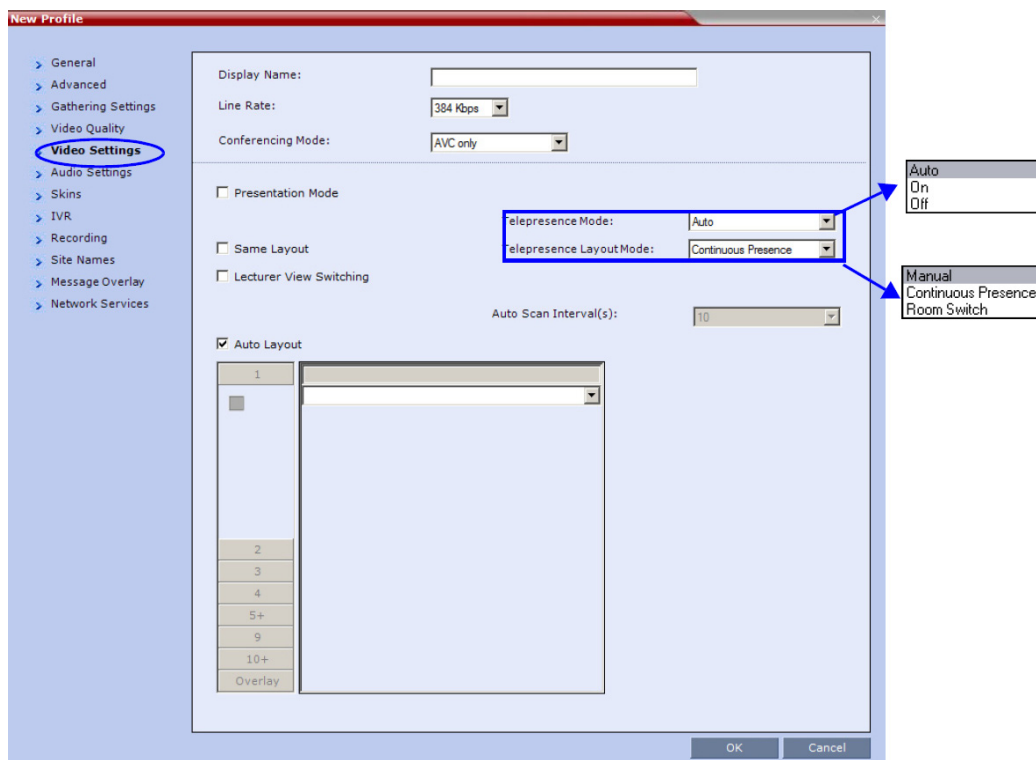 New Profile
General
Advanced
Gathering Settings
Video Quality
Video Settings
Audio Settings
Skins
IVR
Recording
Site Names
Message Overlay
Network Services
Display Name:
Line Rate:
384 Kbps
Conferencing Mode:
AVC only
Presentation Mode
Telepresence Mode:
Auto
Same Layout
Telepresence Layout Mode:
Continuous Presence
Lecturer View Switching
Auto Scan Interval(s):
10
Auto Layout
1
2
3
4
5+
9
10+
Overlay
OK
Cancel
Auto
On
Off
Manual
Continuous Presence
Room Switch